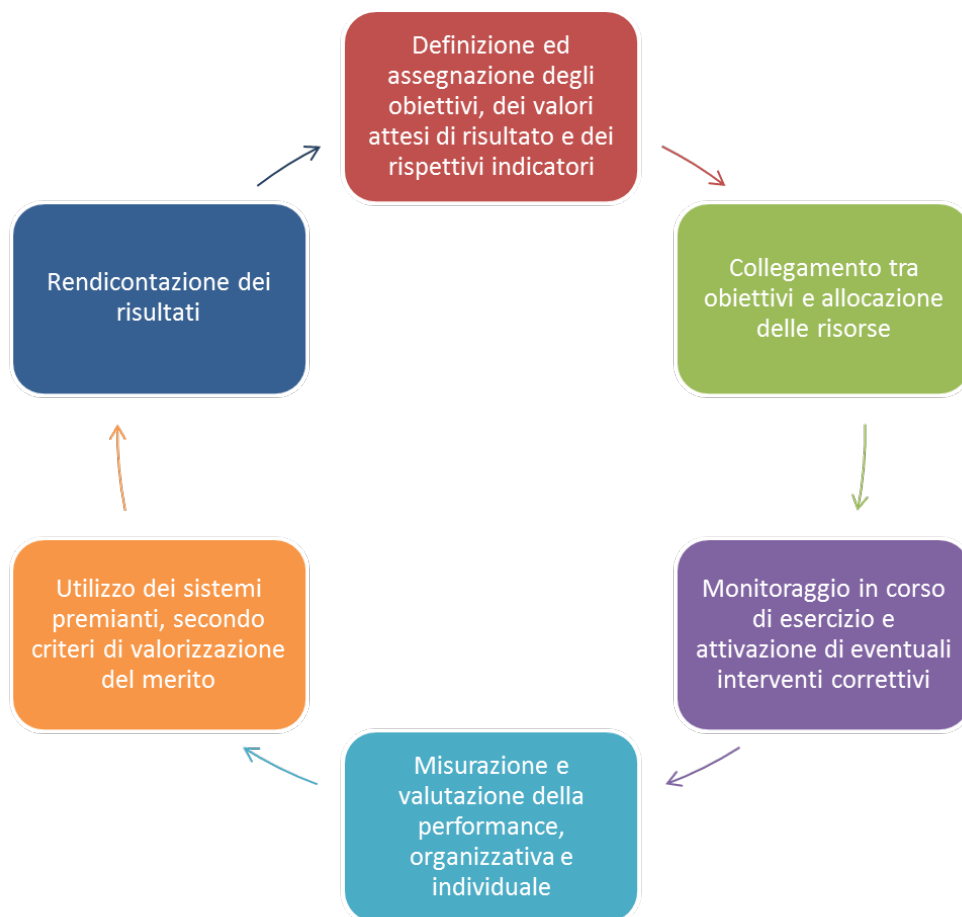 Definizione ed
assegnazione degli
obiettivi, dei valori
attesi di risultato e dei
rispettivi indicatori
Collegamento tra
obiettivi e allocazione
delle risorse
Monitoraggio in corso
di esercizio e
attivazione di eventuali
interventi correttivi
Misurazione e
valutazione della
performance,
organizzativa e
individuale
Utilizzo dei sistemi
premianti, secondo
criteri di valorizzazione
del merito
Rendicontazione dei
risultati